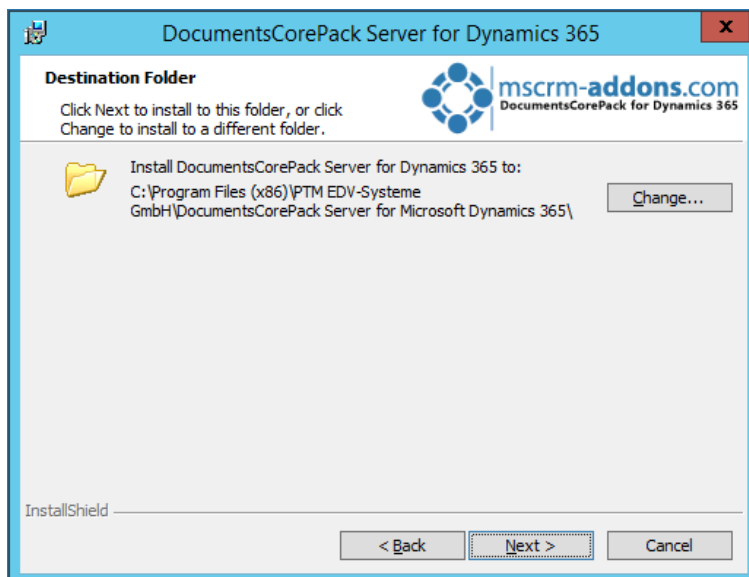 DocumentsCorePack Server for Dynamics 365
x
Destination Folder
Click Next to install to this folder, or click
Change to install to a different folder.
mscrm-addons.com
DocumentsCorePack for Dynamics 365
Install DocumentsCorePack Server for Dynamics 365 to:
C:\Program Files (x86)\PTM EDV-Systeme
GmbH\DocumentsCorePack Server for Microsoft Dynamics 365\
Change...
InstallShield
< Back
Next >
Cancel